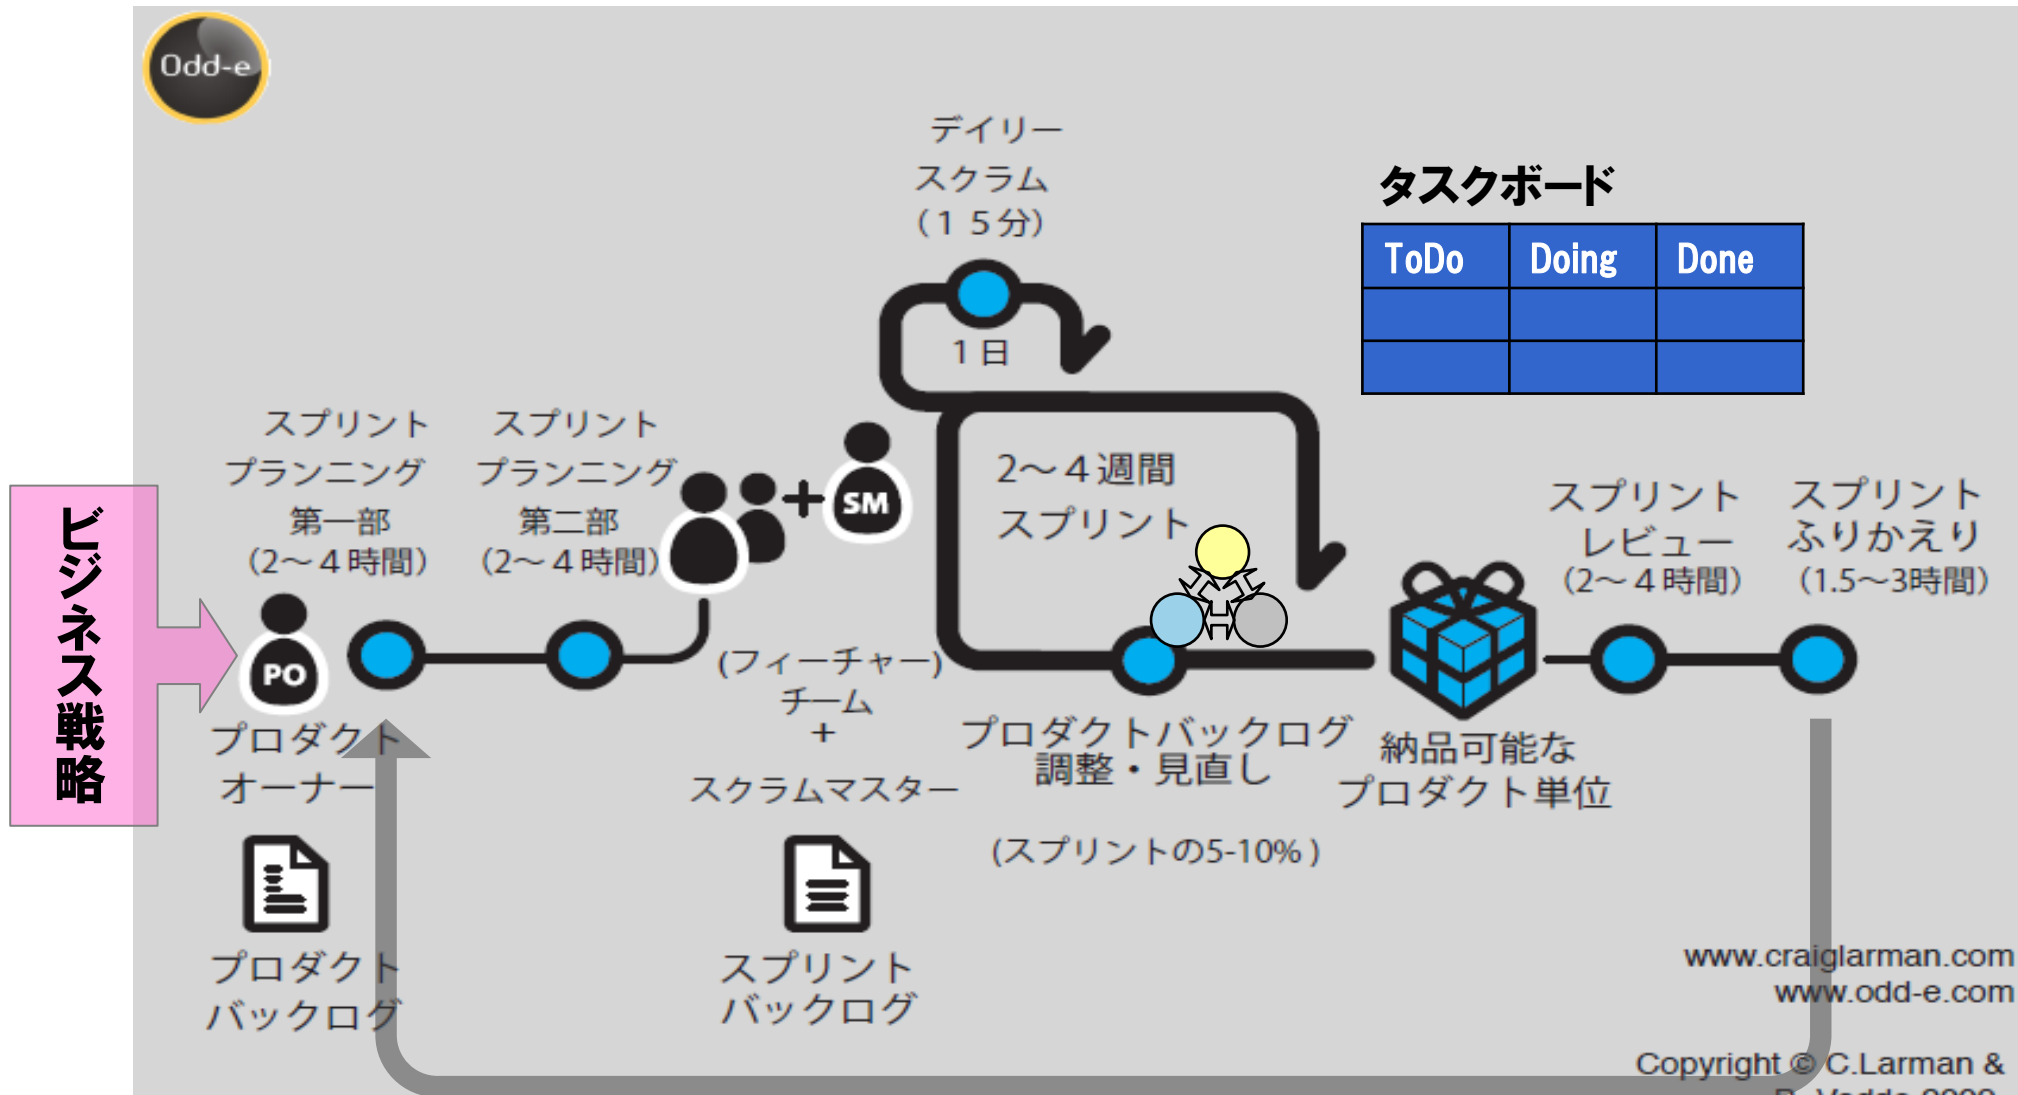 Odd-e
デイリー
スクラム
（１５分）
１日
タスクボード
ToDo Doing Done
ビジネス戦略
スプリント
プランニング
第一部
（2～４時間）
スプリント
プランニング
第二部
（2～４時間）
SM
PO
プロダクト
オーナー
(フィーチャー)
チーム
+
スクラムマスター
2～４週間
スプリント
プロダクトバックログ
調整・見直し
(スプリントの5-10% )
納品可能な
プロダクト単位
スプリント
レビュー
（2～４時間）
スプリント
ふりかえり
（1.5～3時間）
プロダクト
バックログ
スプリント
バックログ
www.craiglarman.com
www.odd-e.com
Copyright © C.Larman &